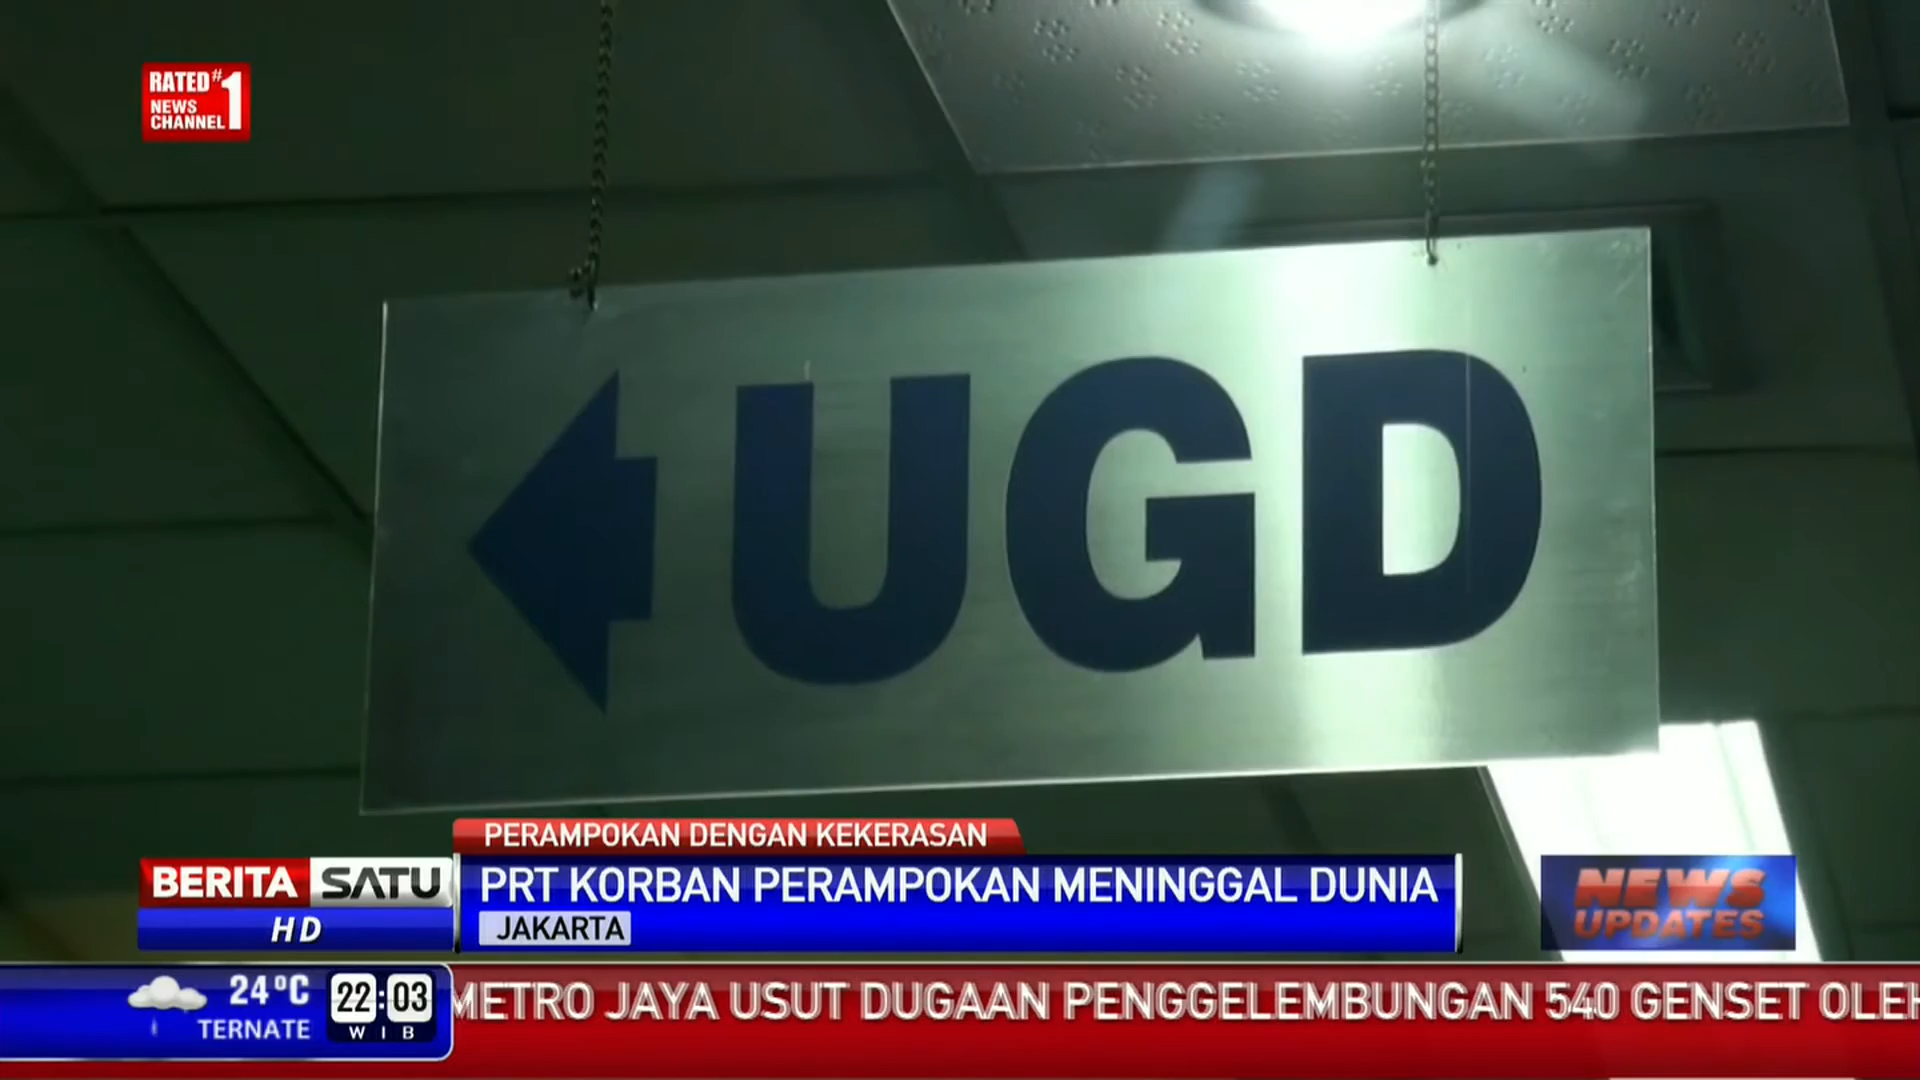 RATED #1
NEWS
CHANNEL
UGD
PERAMPOKAN DENGAN KEKERASAN
PRT KORBAN PERAMPOKAN MENINGGAL DUNIA
JAKARTA
BERITA SATU
HD
NEWS
UPDATES
24°C
TERNATE
22:03
WIB
METRO JAYA USUT DUGAAN PENGGELEMBUNGAN 540 GENSET OLEH